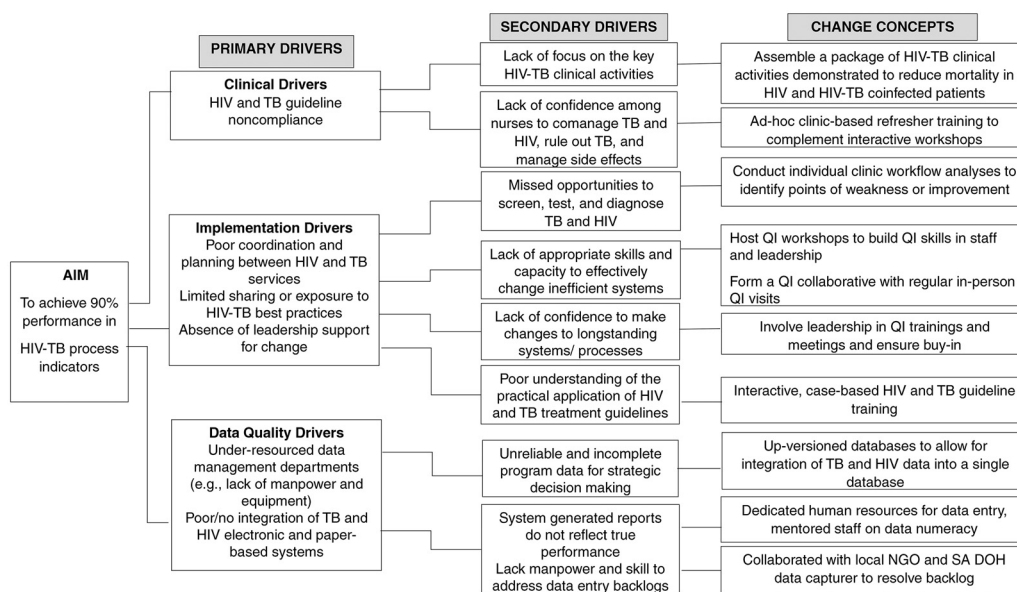 PRIMARY DRIVERS
SECONDARY DRIVERS
CHANGE CONCEPTS
AIM
To achieve 90%
performance in
HIV-TB process
indicators
Clinical Drivers
HIV and TB guideline
noncompliance
Implementation Drivers
Poor coordination and
planning between HIV and TB
services
Limited sharing or exposure to
HIV-TB best practices
Absence of leadership support
for change
Data Quality Drivers
Under-resourced data
management departments
(e.g., lack of manpower and
equipment)
Poor/no integration of TB and
HIV electronic and paper-
based systems
Lack of focus on the key
HIV-TB clinical activities
Lack of confidence among
nurses to comanage TB and
HIV, rule out TB, and
manage side effects
Missed opportunities to
screen, test, and diagnose
TB and HIV
Lack of appropriate skills and
capacity to effectively
change inefficient systems
Lack of confidence to make
changes to longstanding
systems/ processes
Poor understanding of the
practical application of HIV
and TB treatment guidelines
Unreliable and incomplete
program data for strategic
decision making
System generated reports
do not reflect true
performance
Lack manpower and skill to
address data entry backlogs
Assemble a package of HIV-TB clinical
activities demonstrated to reduce mortality in
HIV and HIV-TB coinfected patients
Ad-hoc clinic-based refresher training to
complement interactive workshops
Conduct individual clinic workflow analyses to
identify points of weakness or improvement
Host QI workshops to build QI skills in staff
and leadership
Form a QI collaborative with regular in-person
QI visits
Involve leadership in QI trainings and
meetings and ensure buy-in
Interactive, case-based HIV and TB guideline
training
Up-versioned databases to allow for
integration of TB and HIV data into a single
database
Dedicated human resources for data entry,
mentored staff on data numeracy
Collaborated with local NGO and SA DOH
data capturer to resolve backlog